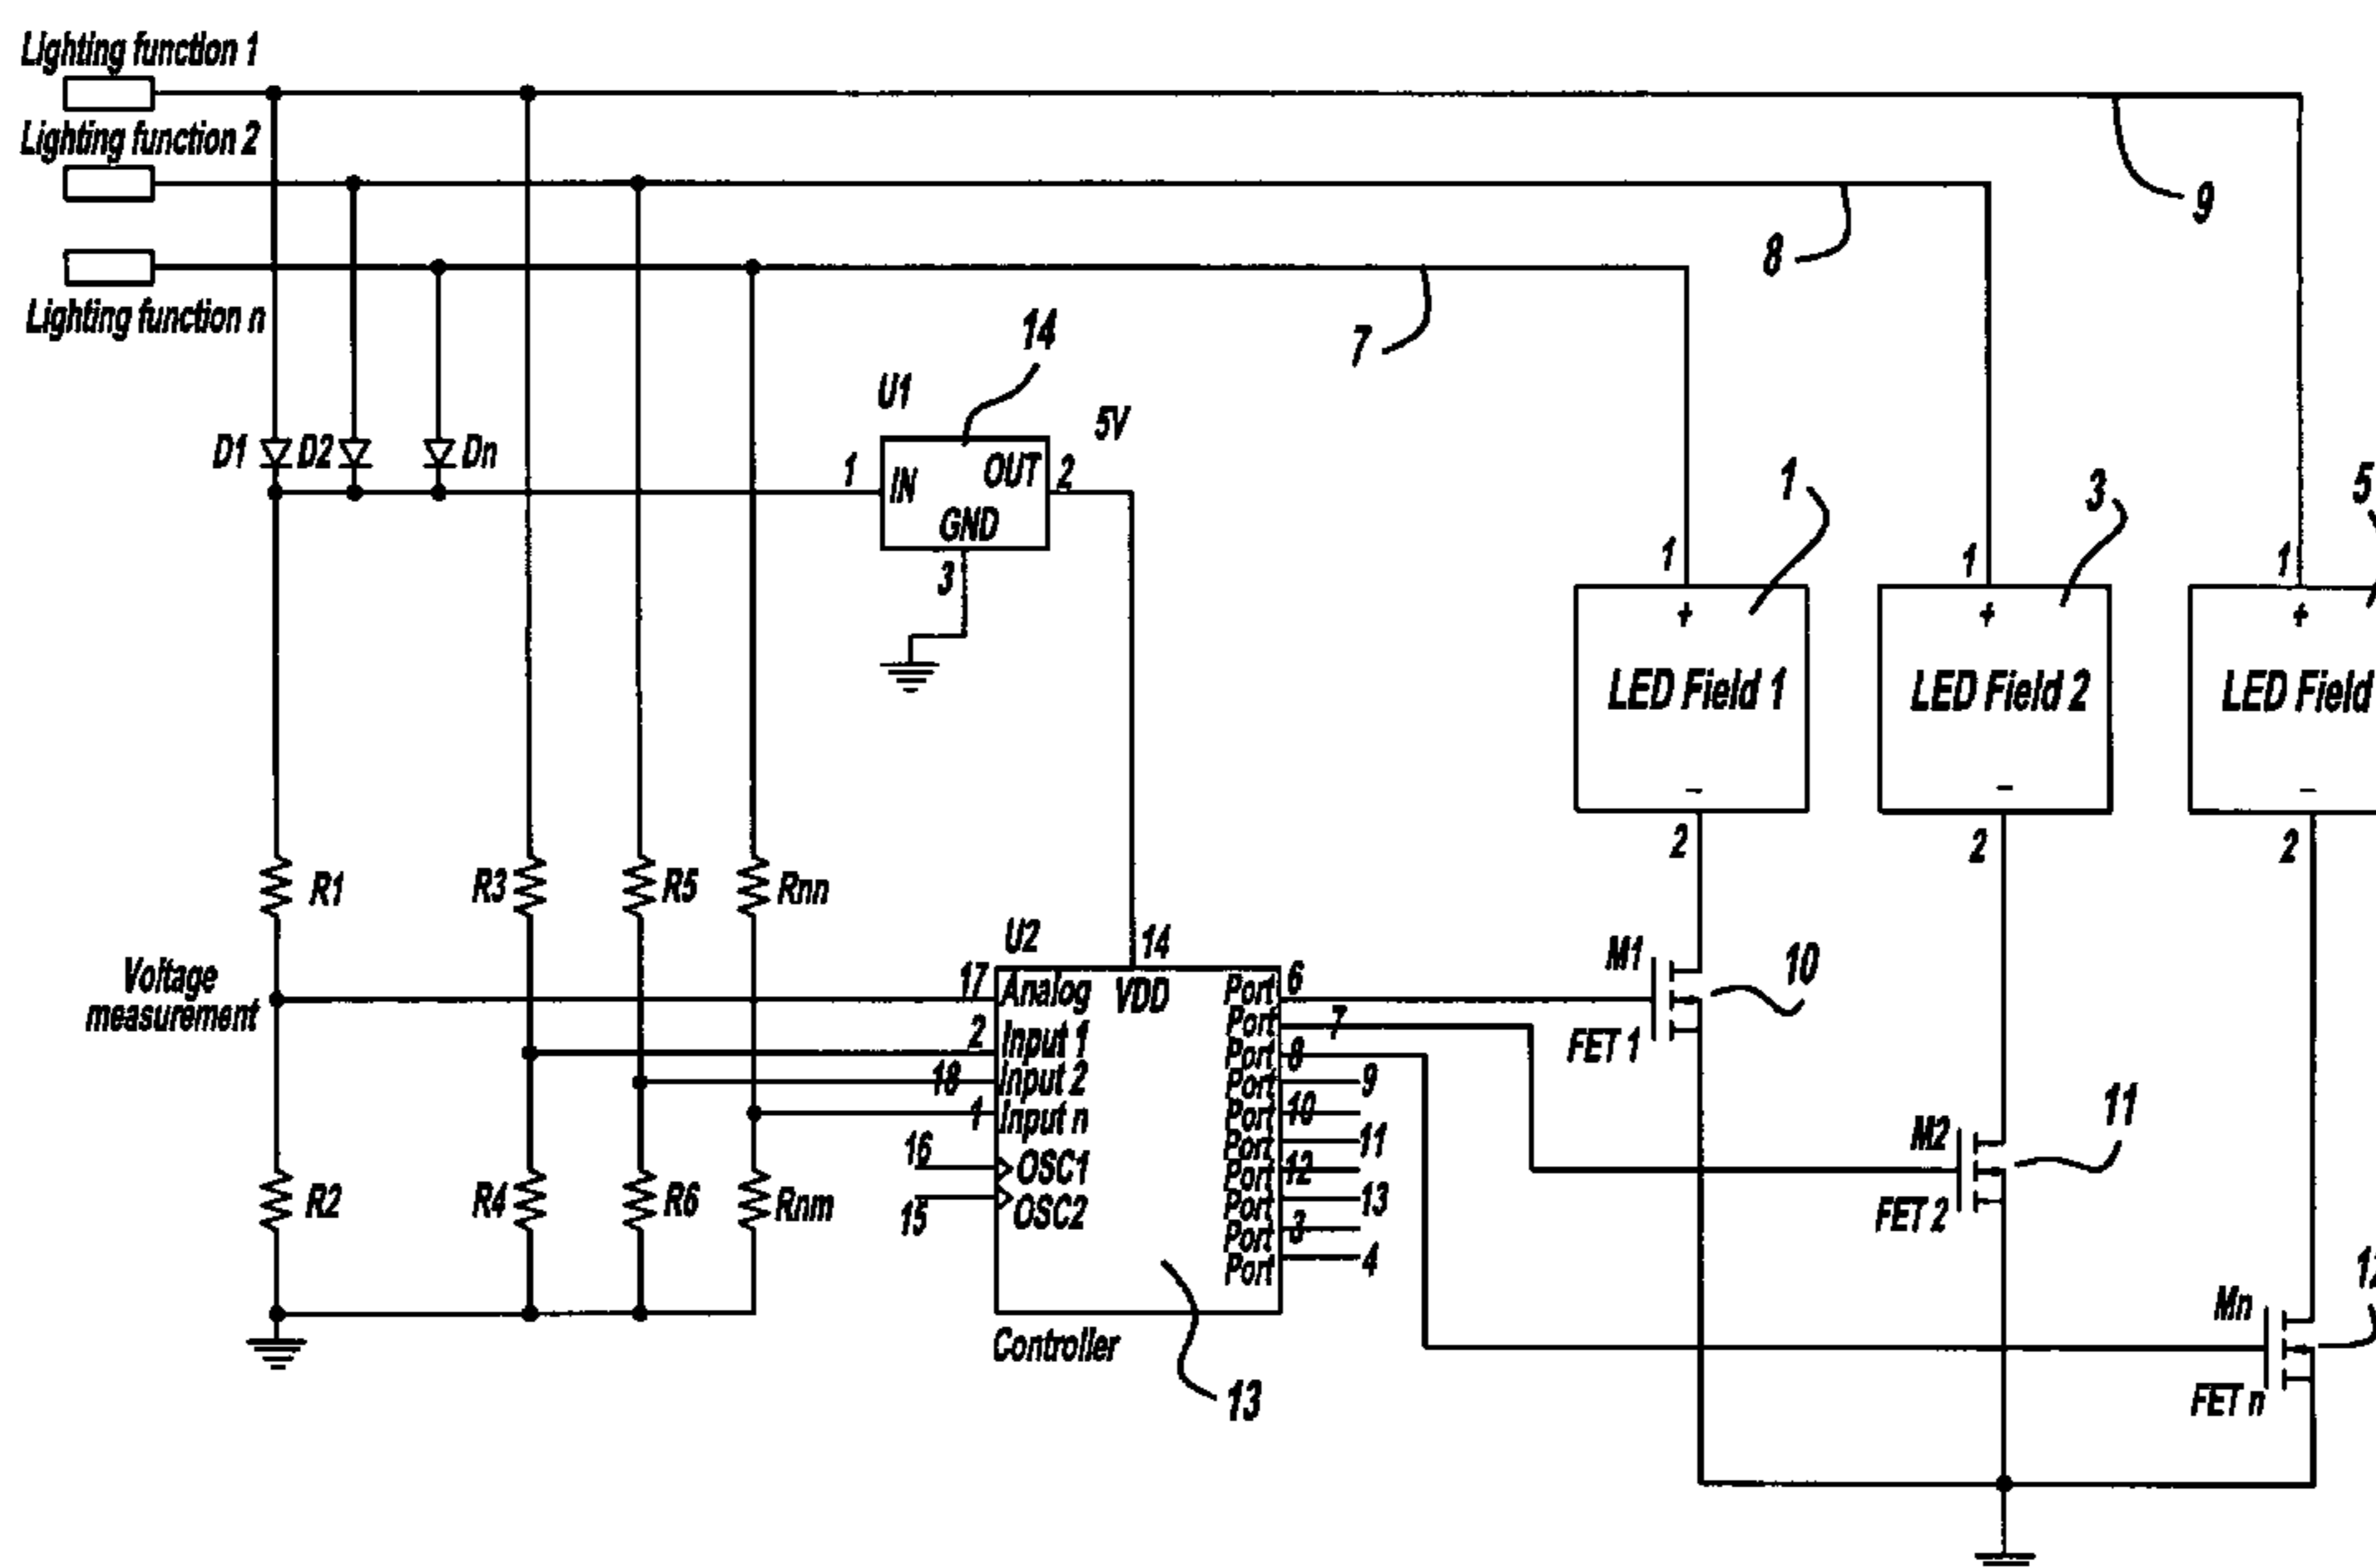 Lighting function 1
Lighting function 2
Lighting function n
9
8
7
14
U1
5V
D1 D2 Dn
1 IN OUT 2
GND
3
1 3 5
1 1 1
+ + +
LED Field 1 LED Field 2 LED Field
- - -
2 2 2
R1 R3 R5 Rnn
U2 14
M1 10
Voltage
measurement
17 Analog VDD Port 6
Port 7
2 Input 1 Port 8
FET 1
18 Input 2 Port 9
1 Input n Port 10
Port 11
16 OSC1 Port 12
15 OSC2 Port 13
Port 3
Port 4
M2 11
FET 2
R2 R4 R6 Rnm
Controller
13
Mn
FET n